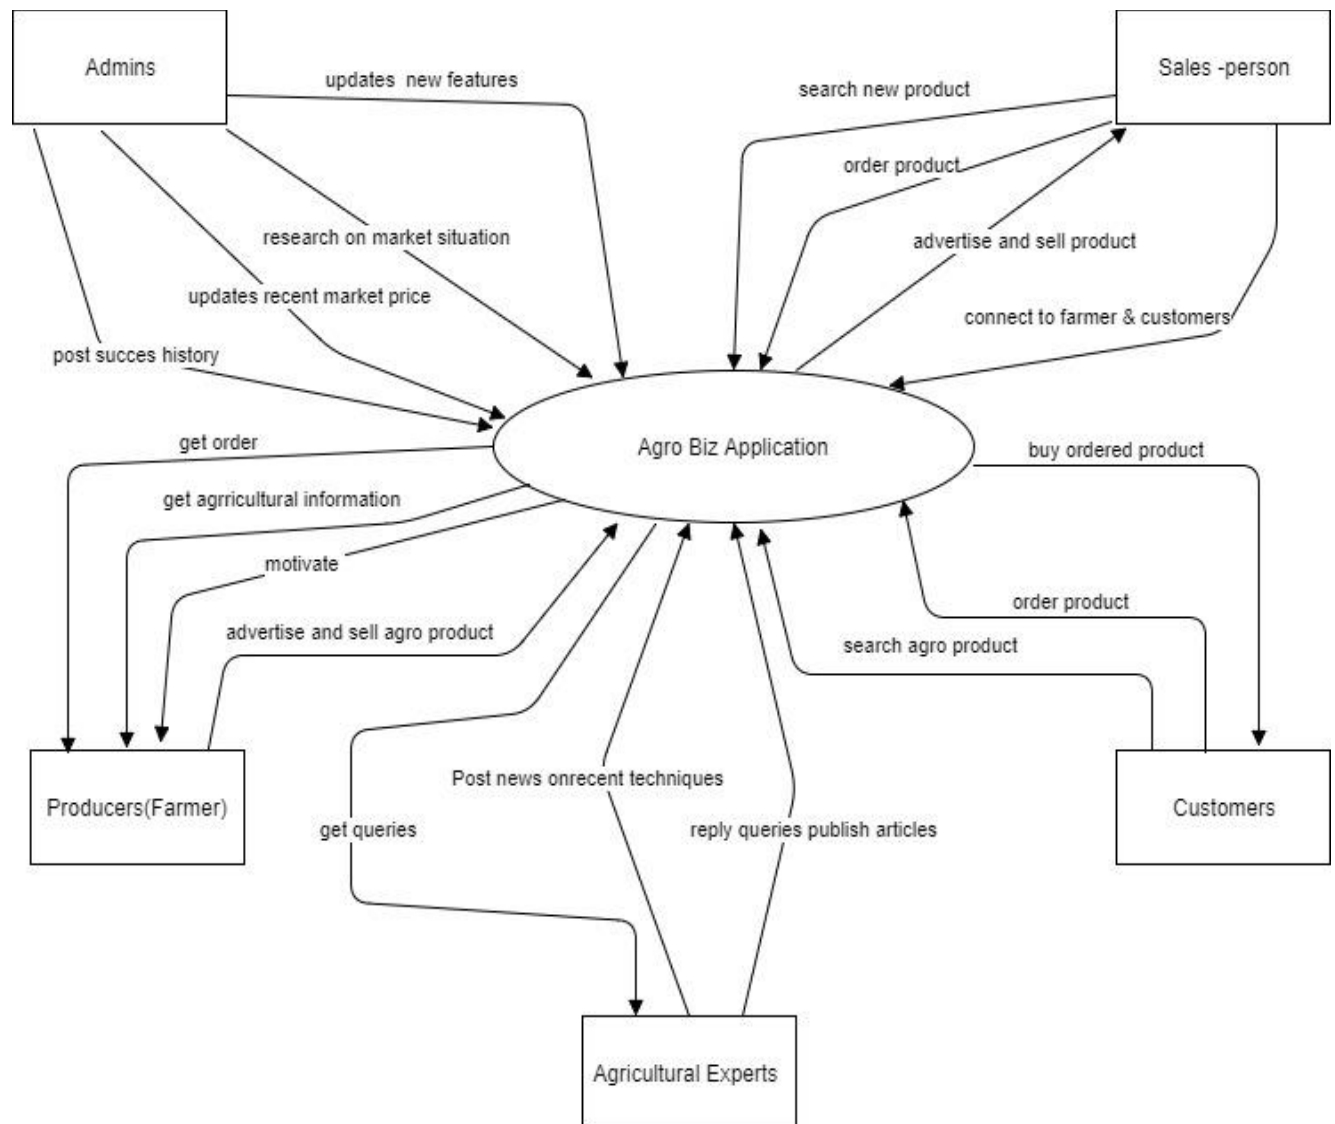 Admins
Sales -person
updates  new features
search new product
order product
research on market situation
advertise and sell product
updates recent market price
connect to farmer & customers
post succes history
get order
Agro Biz Application
buy ordered product
get agrricultural information
motivate
order product
advertise and sell agro product
search agro product
Post news onrecent techniques
Producers(Farmer)
Customers
get queries
reply queries publish articles
Agricultural Experts